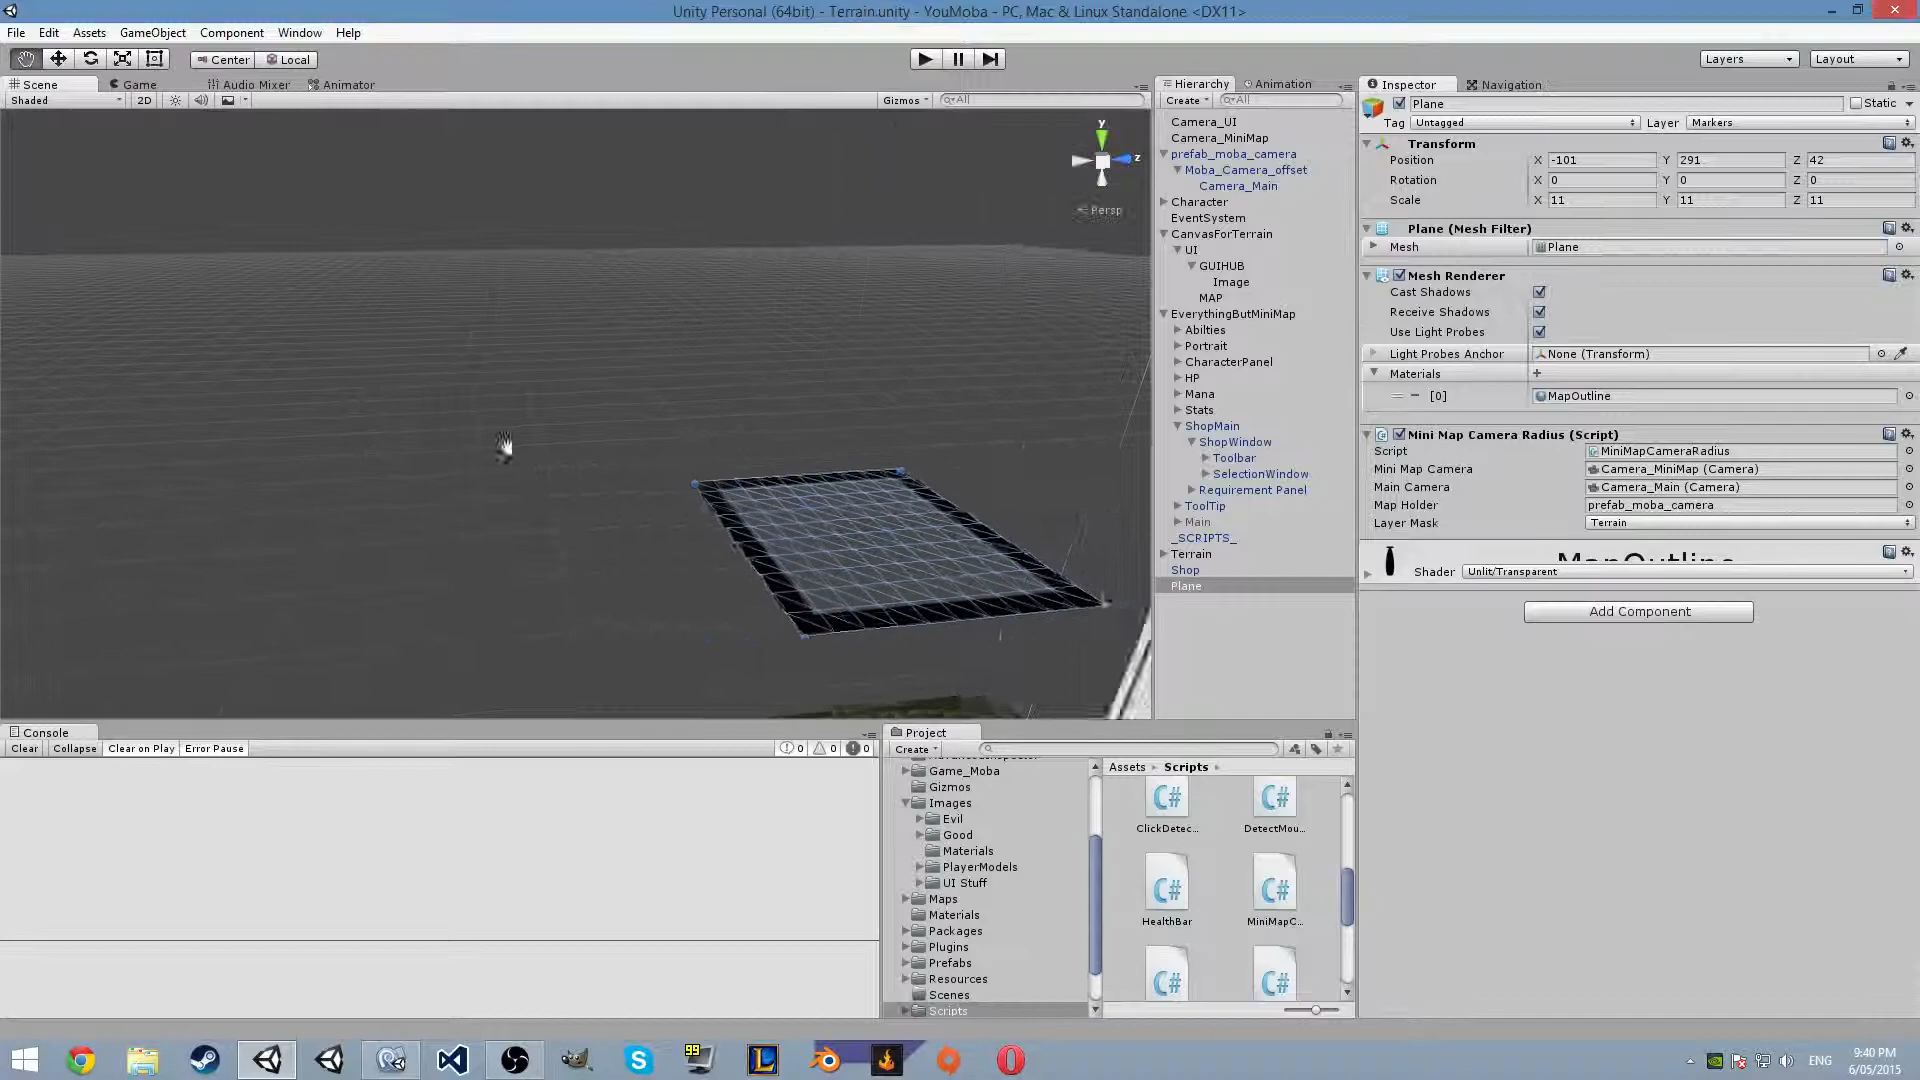 Unity Personal (64bit) - Terrain.unity - YouMoba - PC, Mac & Linux Standalone <DX11>
File Edit Assets GameObject Component Window Help
Center Local
Layers Layout
Scene Game Audio Mixer Animator
Shaded 2D Gizmos All
Persp
y
z
Hierarchy Animation
Create All
Camera_UI
Camera_MiniMap
prefab_moba_camera
Moba_Camera_offset
Camera_Main
Character
EventSystem
CanvasForTerrain
UI
GUIHUB
Image
MAP
EverythingButMiniMap
Abilties
Portrait
CharacterPanel
HP
Mana
Stats
ShopMain
ShopWindow
Toolbar
SelectionWindow
Requirement Panel
ToolTip
Main
_SCRIPTS_
Terrain
Shop
Plane
Inspector Navigation
Plane Static
Tag Untagged Layer Markers
Transform
Position X -101 Y 291 Z 42
Rotation X 0 Y 0 Z 0
Scale X 11 Y 11 Z 11
Plane (Mesh Filter)
Mesh Plane
Mesh Renderer
Cast Shadows
Receive Shadows
Use Light Probes
Light Probes Anchor None (Transform)
Materials
[0] MapOutline
Mini Map Camera Radius (Script)
Script MiniMapCameraRadius
Mini Map Camera Camera_MiniMap (Camera)
Main Camera Camera_Main (Camera)
Map Holder prefab_moba_camera
Layer Mask Terrain
MapOutline
Shader Unlit/Transparent
Add Component
Console
Clear Collapse Clear on Play Error Pause 0 0 0
Project
Create
Game_Moba
Gizmos
Images
Evil
Good
Materials
PlayerModels
UI Stuff
Maps
Materials
Packages
Plugins
Prefabs
Resources
Scenes
Scripts
Assets Scripts
C# C#
ClickDetec... DetectMou...
C# C#
HealthBar MiniMapC...
C# C#
99
ENG
9:40 PM
6/05/2015